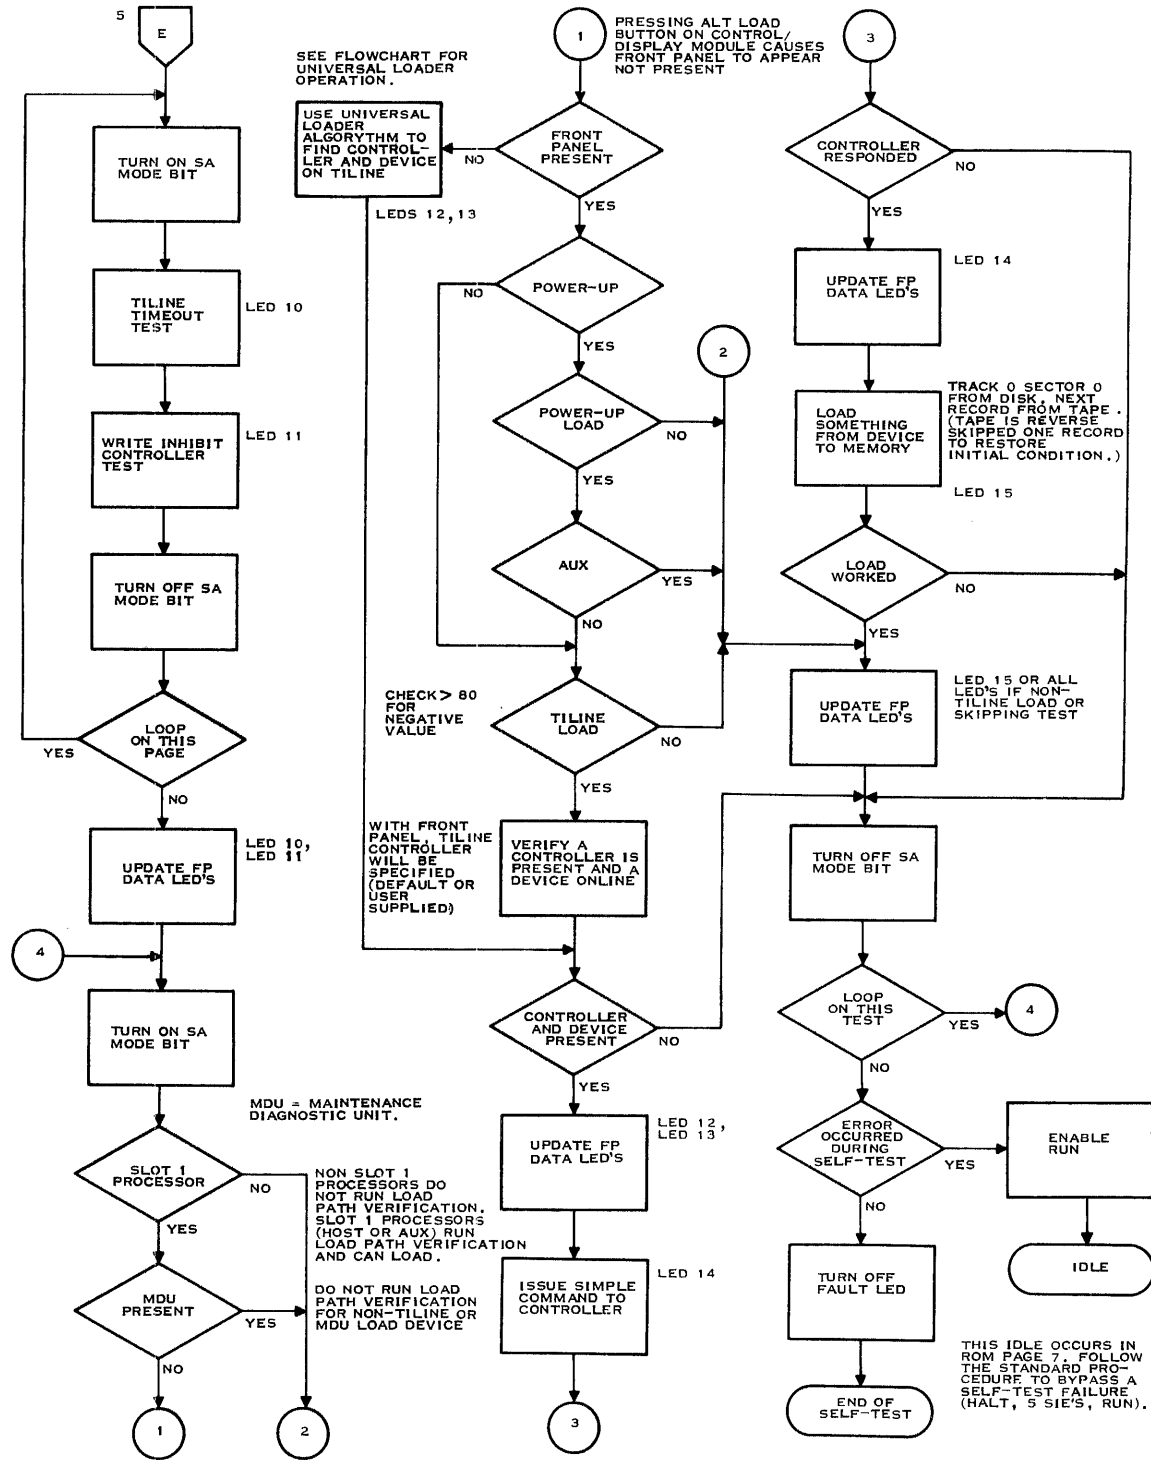 5
E
TURN ON SA
MODE BIT
TILINE
TIMEOUT
TEST
LED 10
WRITE INHIBIT
CONTROLLER
TEST
LED 11
TURN OFF SA
MODE BIT
LOOP
ON THIS
PAGE
YES
NO
UPDATE FP
DATA LED'S
LED 10,
LED 11
4
TURN ON SA
MODE BIT
MDU = MAINTENANCE
DIAGNOSTIC UNIT.
SLOT 1
PROCESSOR
NO
YES
NON SLOT 1
PROCESSORS DO
NOT RUN LOAD
PATH VERIFICATION.
SLOT 1 PROCESSORS
(HOST OR AUX) RUN
LOAD PATH VERIFICATION
AND CAN LOAD.
MDU
PRESENT
YES
NO
DO NOT RUN LOAD
PATH VERIFICATION
FOR NON-TILINE OR
MDU LOAD DEVICE
1
2
SEE FLOWCHART FOR
UNIVERSAL LOADER
OPERATION.
USE UNIVERSAL
LOADER
ALGORYTHM TO
FIND CONTROL-
LER AND DEVICE
ON TILINE
LEDS 12,13
1
PRESSING ALT LOAD
BUTTON ON CONTROL/
DISPLAY MODULE CAUSES
FRONT PANEL TO APPEAR
NOT PRESENT
FRONT
PANEL
PRESENT
NO
YES
POWER-UP
NO
YES
2
POWER-UP
LOAD
NO
YES
AUX
YES
NO
CHECK > 80
FOR
NEGATIVE
VALUE
TILINE
LOAD
NO
YES
WITH FRONT
PANEL, TILINE
CONTROLLER
WILL BE
SPECIFIED
(DEFAULT OR
USER
SUPPLIED)
VERIFY A
CONTROLLER IS
PRESENT AND A
DEVICE ONLINE
CONTROLLER
AND DEVICE
PRESENT
NO
YES
UPDATE FP
DATA LED'S
LED 12,
LED 13
ISSUE SIMPLE
COMMAND TO
CONTROLLER
LED 14
3
3
CONTROLLER
RESPONDED
NO
YES
UPDATE FP
DATA LED'S
LED 14
LOAD
SOMETHING
FROM DEVICE
TO MEMORY
TRACK 0 SECTOR 0
FROM DISK, NEXT
RECORD FROM TAPE.
(TAPE IS REVERSE
SKIPPED ONE RECORD
TO RESTORE
INITIAL CONDITION.)
LED 15
LOAD
WORKED
NO
YES
UPDATE FP
DATA LED'S
LED 15 OR ALL
LED'S IF NON-
TILINE LOAD OR
SKIPPING TEST
TURN OFF SA
MODE BIT
LOOP
ON THIS
TEST
YES
4
NO
ERROR
OCCURRED
DURING
SELF-TEST
YES
NO
ENABLE
RUN
IDLE
TURN OFF
FAULT LED
END OF
SELF-TEST
THIS IDLE OCCURS IN
ROM PAGE 7. FOLLOW
THE STANDARD PRO-
CEDURE TO BYPASS A
SELF-TEST FAILURE
(HALT, 5 SIE'S, RUN).